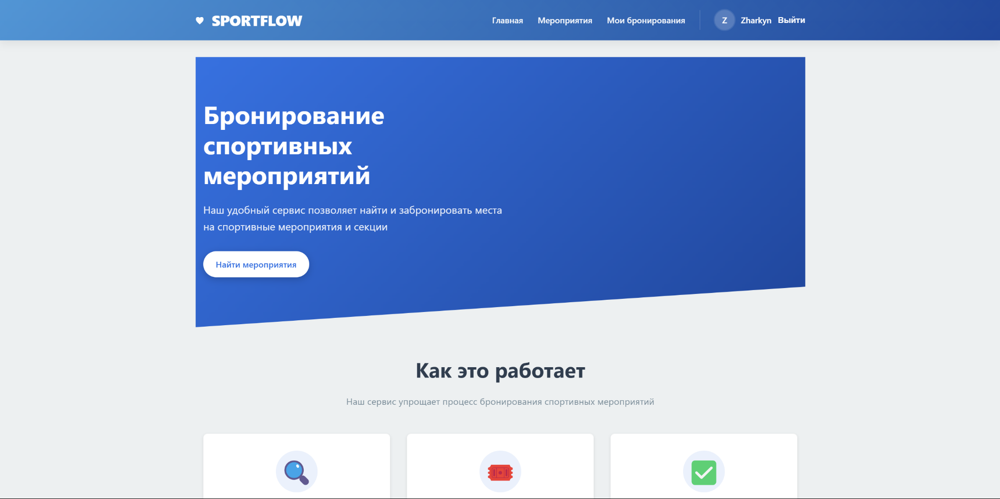 SPORTFLOW
Главная Мероприятия Мои бронирования Z Zharkyn Выйти
Бронирование
спортивных
мероприятий
Наш удобный сервис позволяет найти и забронировать места
на спортивные мероприятия и секции
Найти мероприятия
Как это работает
Наш сервис упрощает процесс бронирования спортивных мероприятий